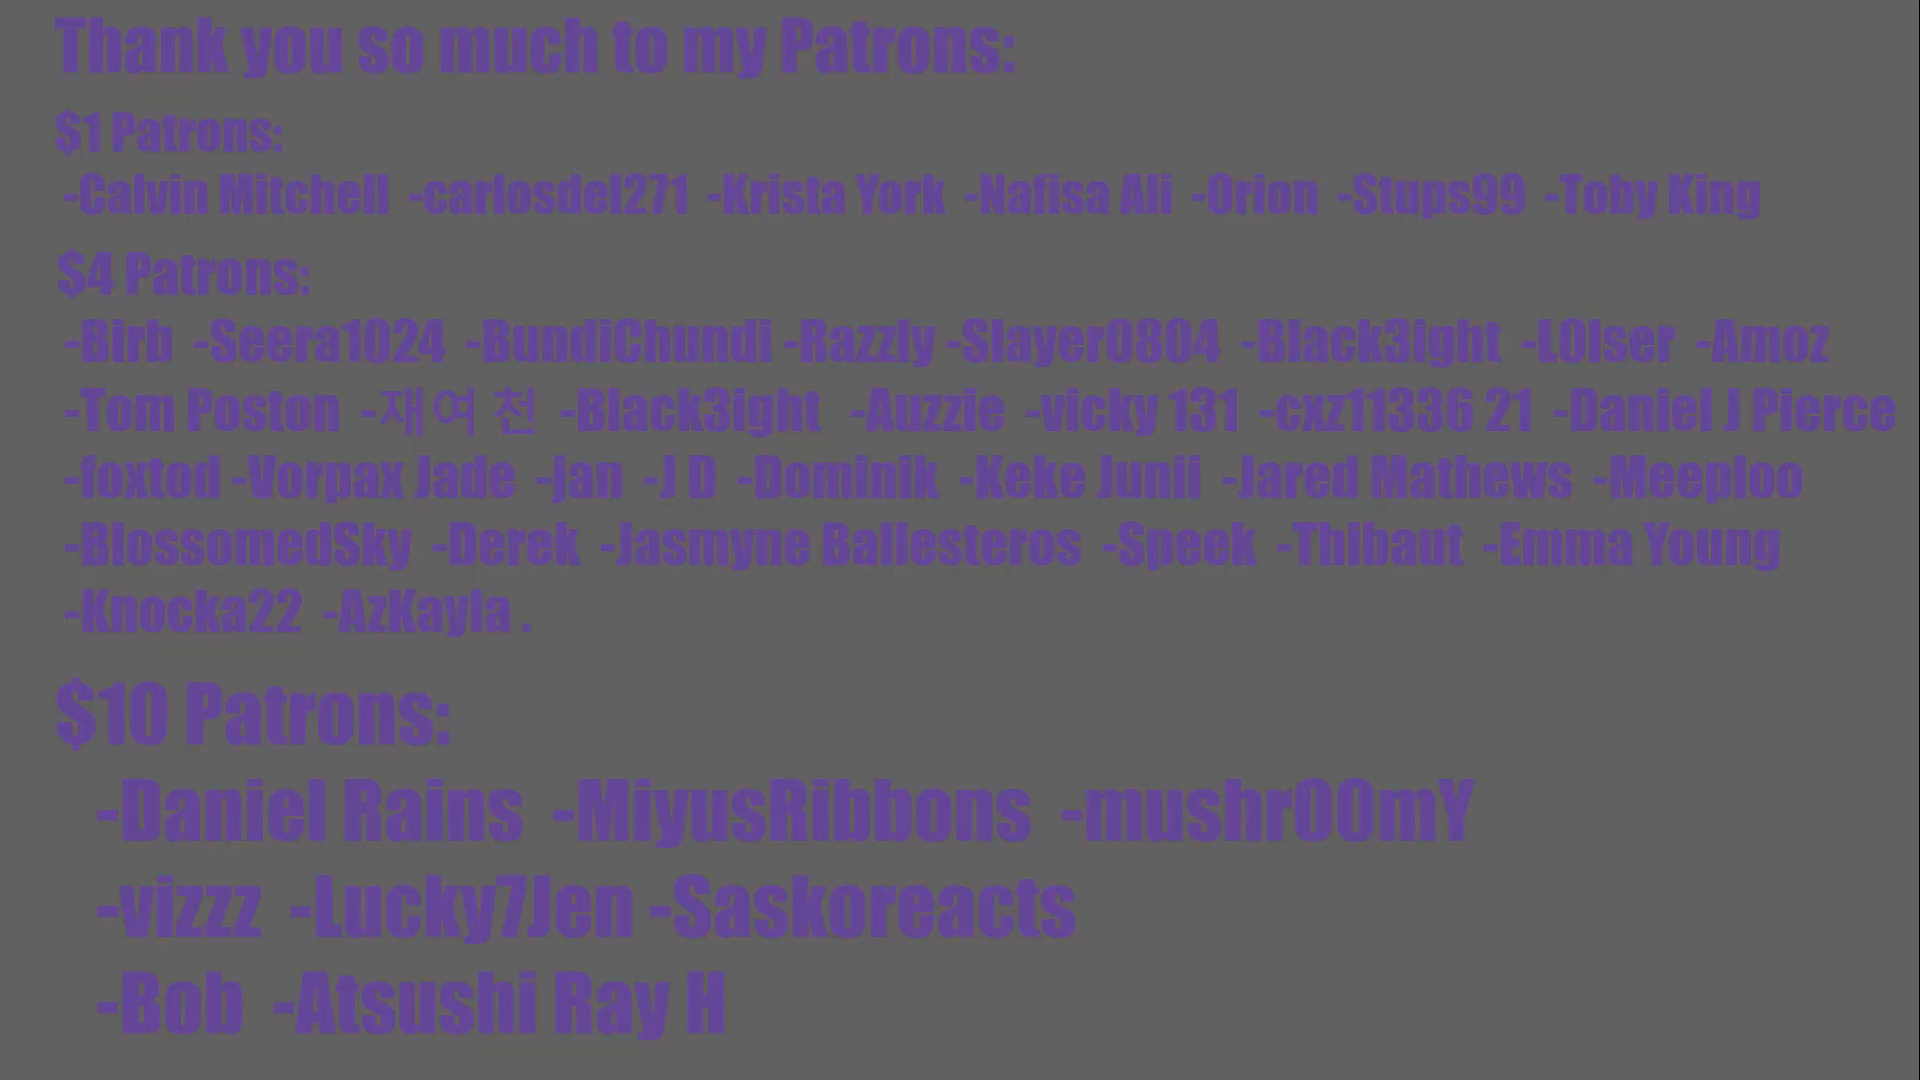 Thank you so much to my Patrons:
$1 Patrons:
-Calvin Mitchell -carlosdel271 -Krista York -Nafisa Ali -Orion -Stups99 -Toby King
$4 Patrons:
-Birb -Seera1024 -BundiChundi -Razzly -Slayer0804 -Black3ight -L0lser -Amoz
-Tom Poston -재여 천 -Black3ight -Auzzie -vicky 131 -cxz11336 21 -Daniel J Pierce
-foxtod -Vorpax Jade -jan -J D -Dominik -Keke Junii -Jared Mathews -Meeploo
-BlossomedSky -Derek -Jasmyne Ballesteros -Speek -Thibaut -Emma Young
-Knocka22 -AzKayla .
$10 Patrons:
-Daniel Rains -MiyusRibbons -mushr00mY
-vizzz -Lucky7Jen -Saskoreacts
-Bob -Atsushi Ray H